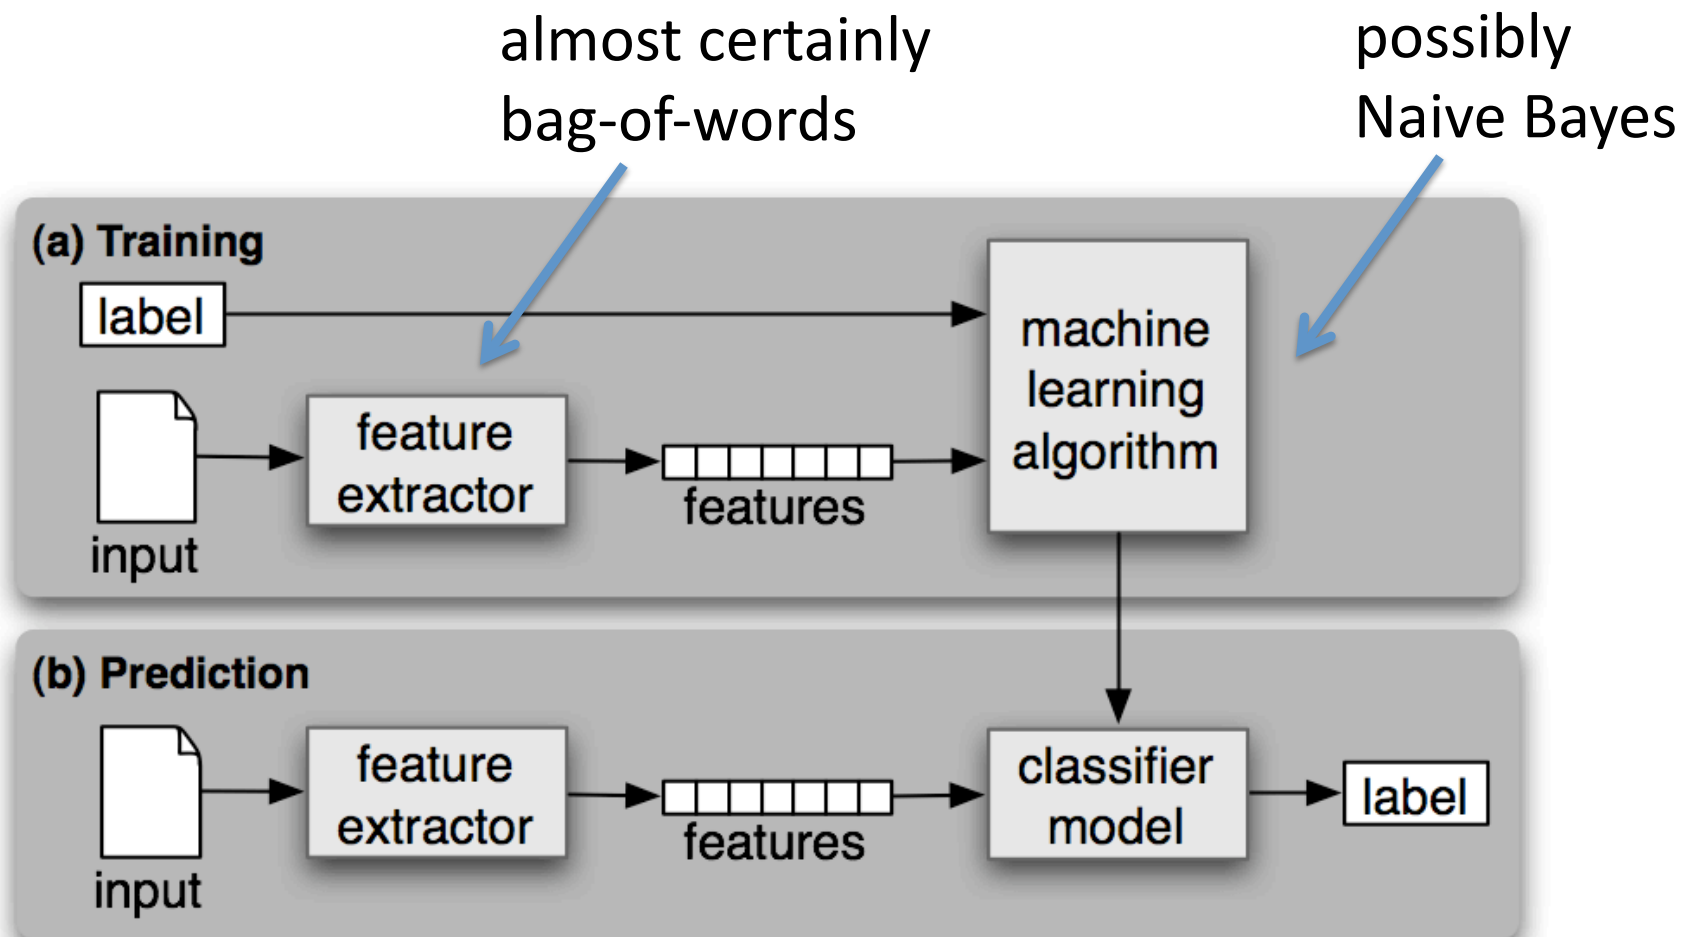 almost certainly
bag-of-words
possibly
Naive Bayes
(a) Training
label
machine
learning
algorithm
feature
extractor
features
input
(b) Prediction
feature
extractor
features
classifier
model
label
input